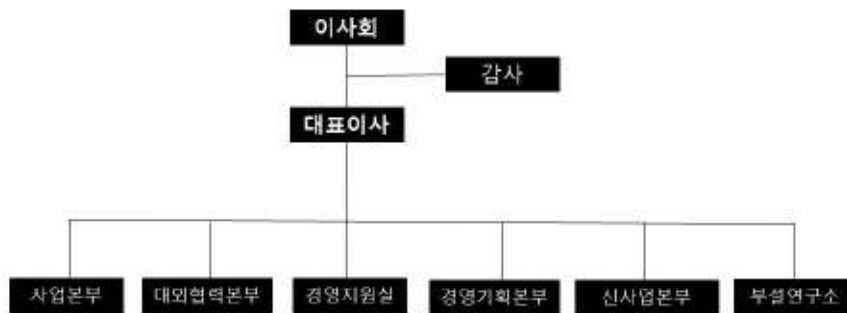 이사회
감사
대표이사
사업본부
대외협력본부
경영지원실
경영기획본부
신사업본부
부설연구소